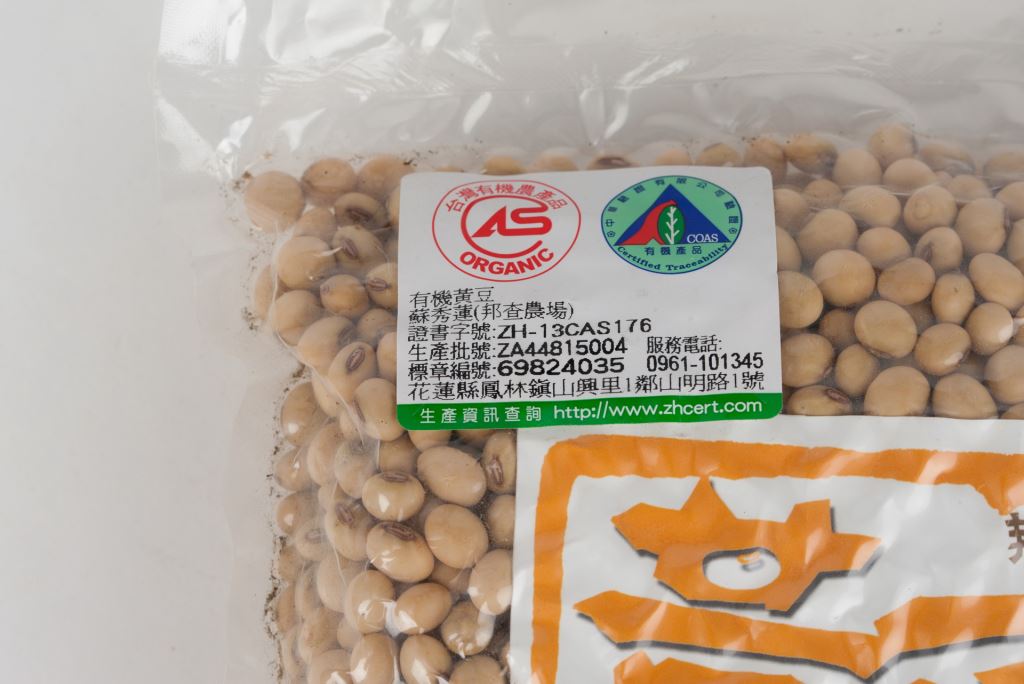 台灣有機農產品
AS
ORGANIC
中華驗證有限公司驗證
COAS
有機產品
Certified Traceability
有機黃豆
蘇秀蓮(邦查農場)
證書字號:ZH-13CAS176
生產批號:ZA44815004 服務電話:
標章編號:69824035 0961-101345
花蓮縣鳳林鎮山興里1鄰山明路1號
生產資訊查詢 http://www.zhcert.com